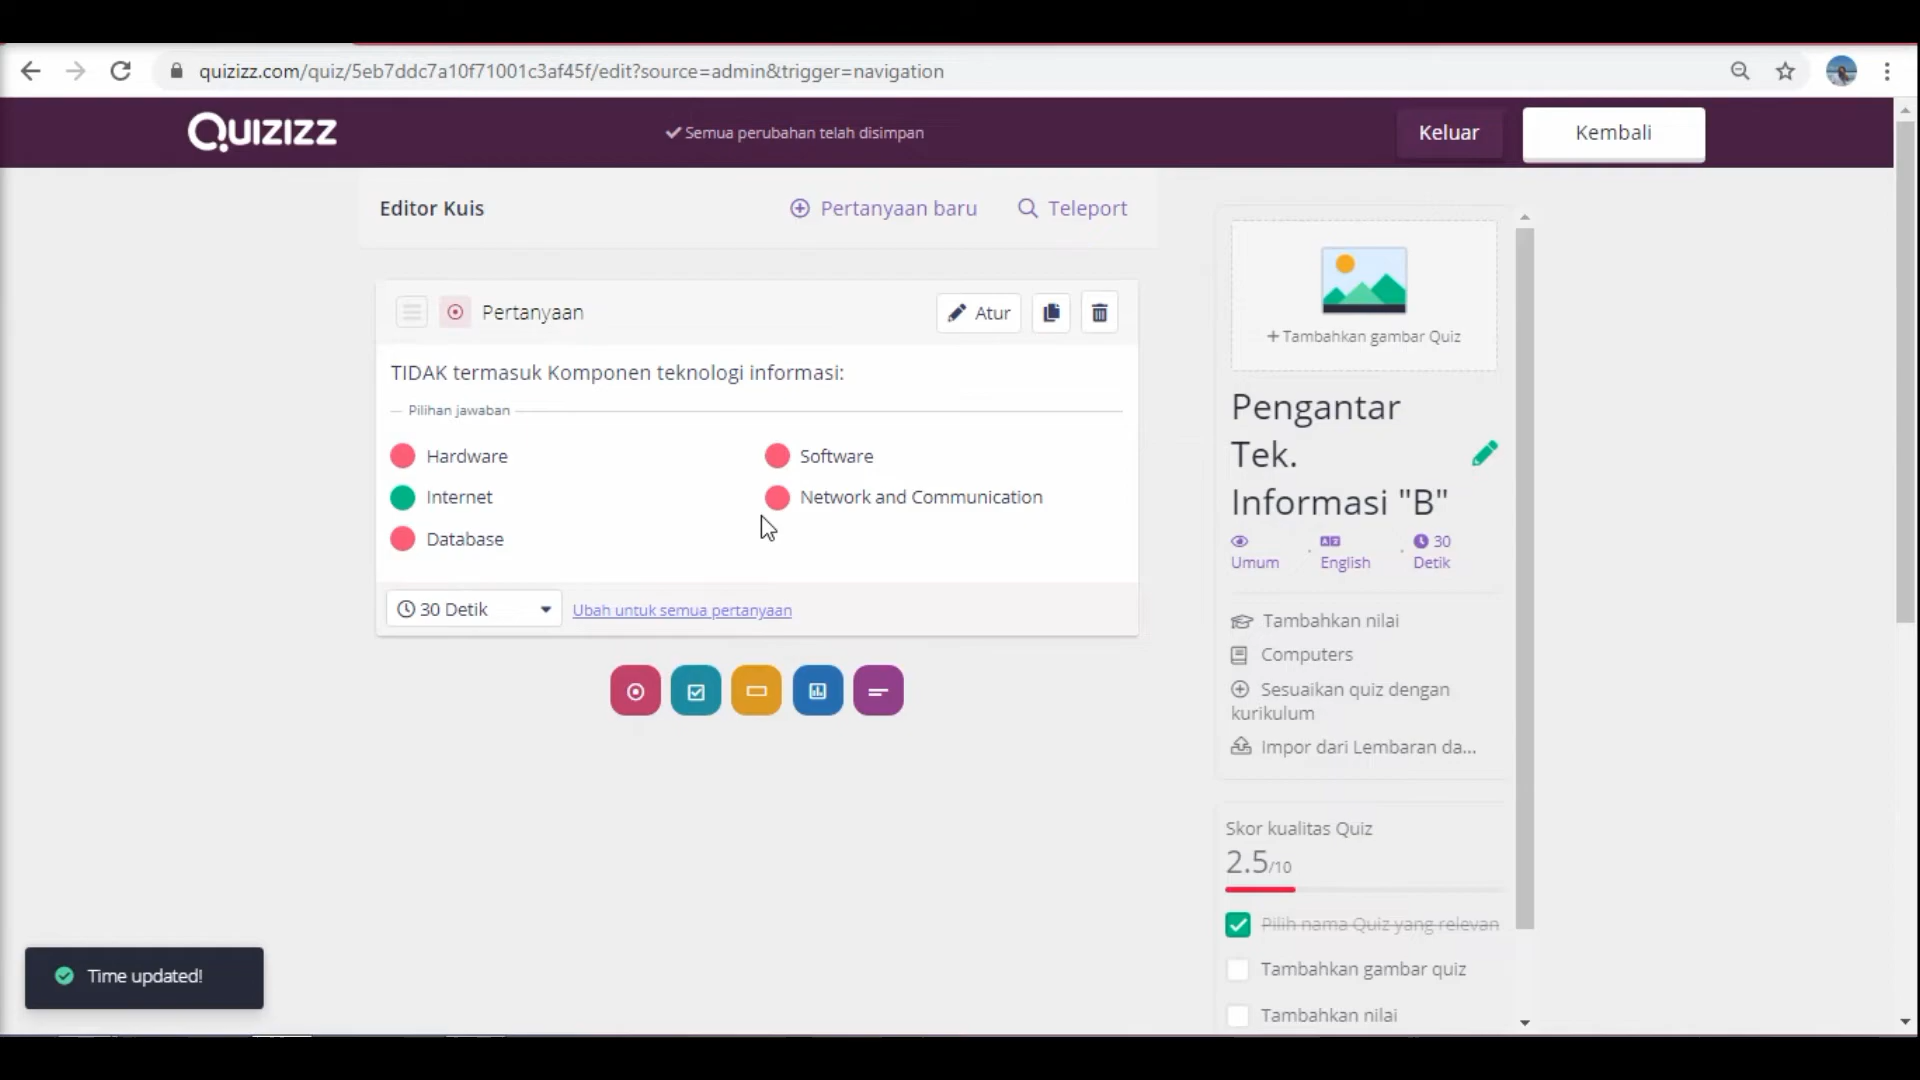 quizizz.com/quiz/5eb7ddc7a10f71001c3af45f/edit?source=admin&trigger=navigation
QUIZIZZ
Semua perubahan telah disimpan
Keluar
Kembali
Editor Kuis
Pertanyaan baru
Teleport
Pertanyaan
Atur
TIDAK termasuk Komponen teknologi informasi:
Pilihan jawaban
Hardware
Software
Internet
Network and Communication
Database
30 Detik
Ubah untuk semua pertanyaan
+ Tambahkan gambar Quiz
Pengantar
Tek.
Informasi "B"
Umum
English
30
Detik
Tambahkan nilai
Computers
Sesuaikan quiz dengan
kurikulum
Impor dari Lembaran da...
Skor kualitas Quiz
2.5/10
Pilih nama Quiz yang relevan
Tambahkan gambar quiz
Tambahkan nilai
Time updated!